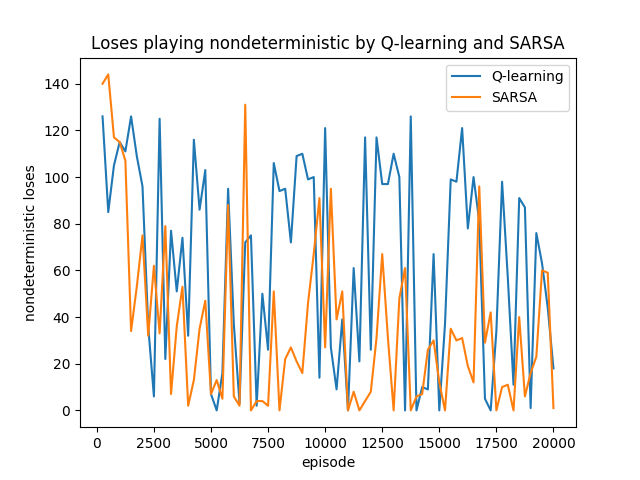 Loses playing nondeterministic by Q-learning and SARSA
Q-learning
SARSA
nondeterministic loses
140
120
100
80
60
40
20
0
0 2500 5000 7500 10000 12500 15000 17500 20000
episode